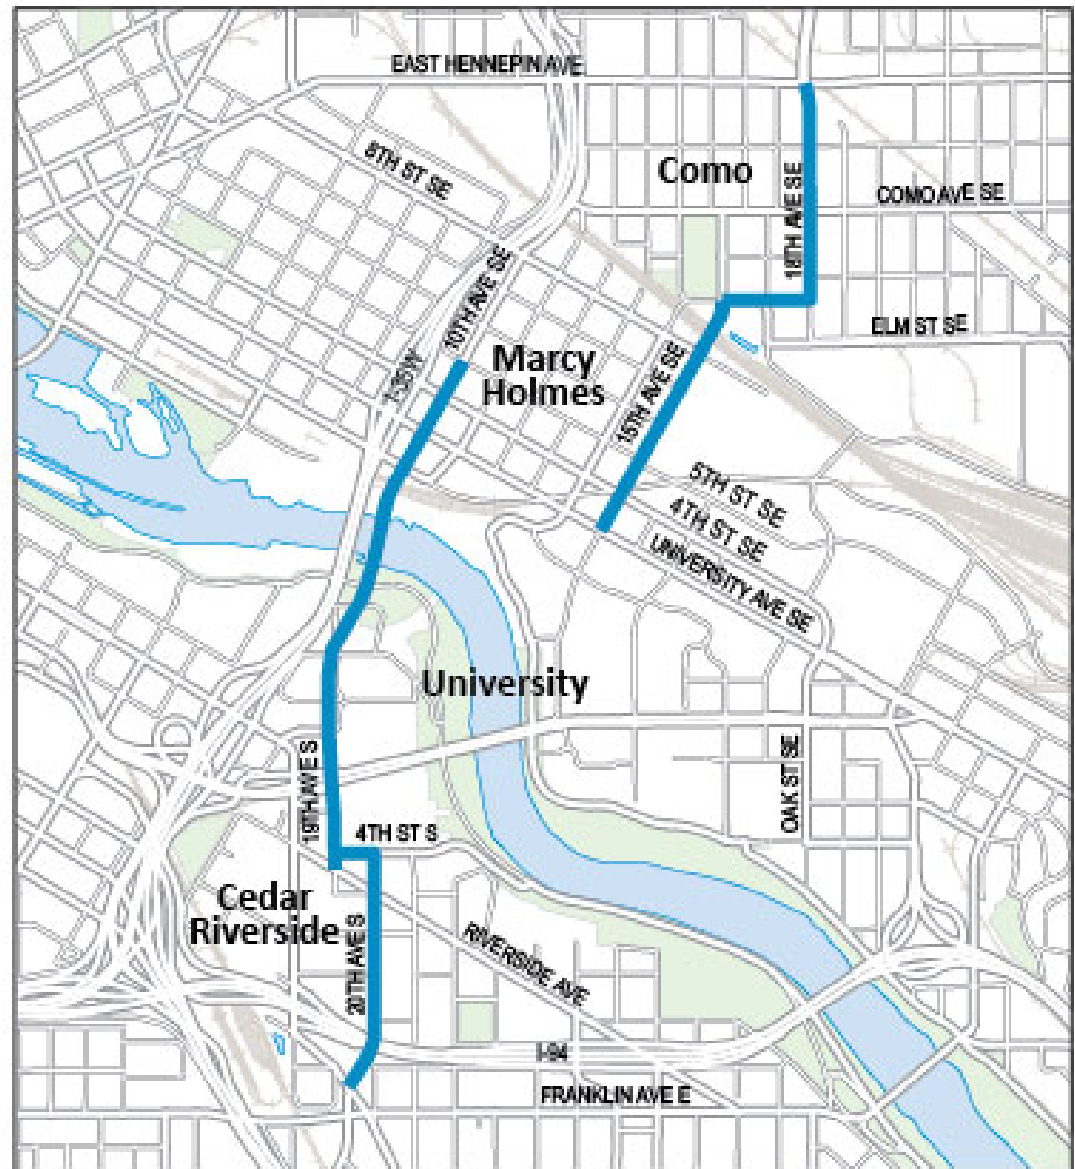 EAST HENNEPIN AVE
8TH ST SE
Como
18TH AVE SE
COMO AVE SE
10TH AVE SE
ELM ST SE
I-35W
Marcy
Holmes
15TH AVE SE
5TH ST SE
4TH ST SE
UNIVERSITY AVE SE
University
19TH AVE S
OAK ST SE
4TH ST S
Cedar
Riverside
20TH AVE S
RIVERSIDE AVE
I-94
FRANKLIN AVE E